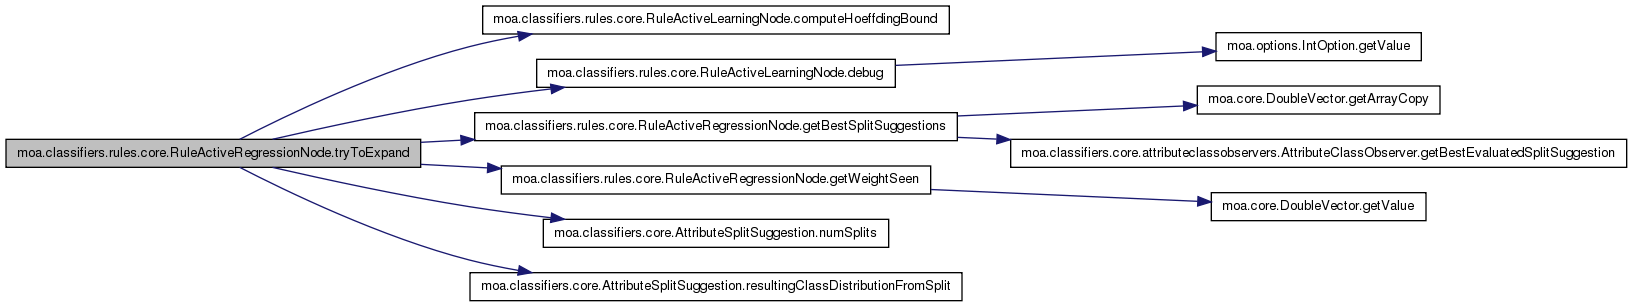 moa.classifiers.rules.core.RuleActiveLearningNode.computeHoeffdingBound
moa.options.IntOption.getValue
moa.classifiers.rules.core.RuleActiveLearningNode.debug
moa.core.DoubleVector.getArrayCopy
moa.classifiers.rules.core.RuleActiveRegressionNode.getBestSplitSuggestions
moa.classifiers.rules.core.RuleActiveRegressionNode.tryToExpand
moa.classifiers.core.attributeclassobservers.AttributeClassObserver.getBestEvaluatedSplitSuggestion
moa.classifiers.rules.core.RuleActiveRegressionNode.getWeightSeen
moa.core.DoubleVector.getValue
moa.classifiers.core.AttributeSplitSuggestion.numSplits
moa.classifiers.core.AttributeSplitSuggestion.resultingClassDistributionFromSplit